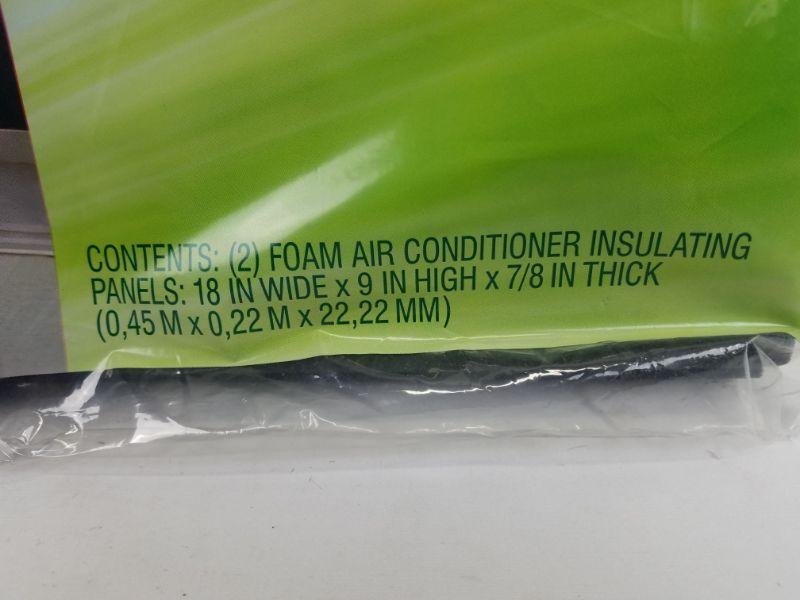 CONTENTS: (2) FOAM AIR CONDITIONER INSULATING
PANELS: 18 IN WIDE x 9 IN HIGH x 7/8 IN THICK
(0,45 M x 0,22 M x 22,22 MM)